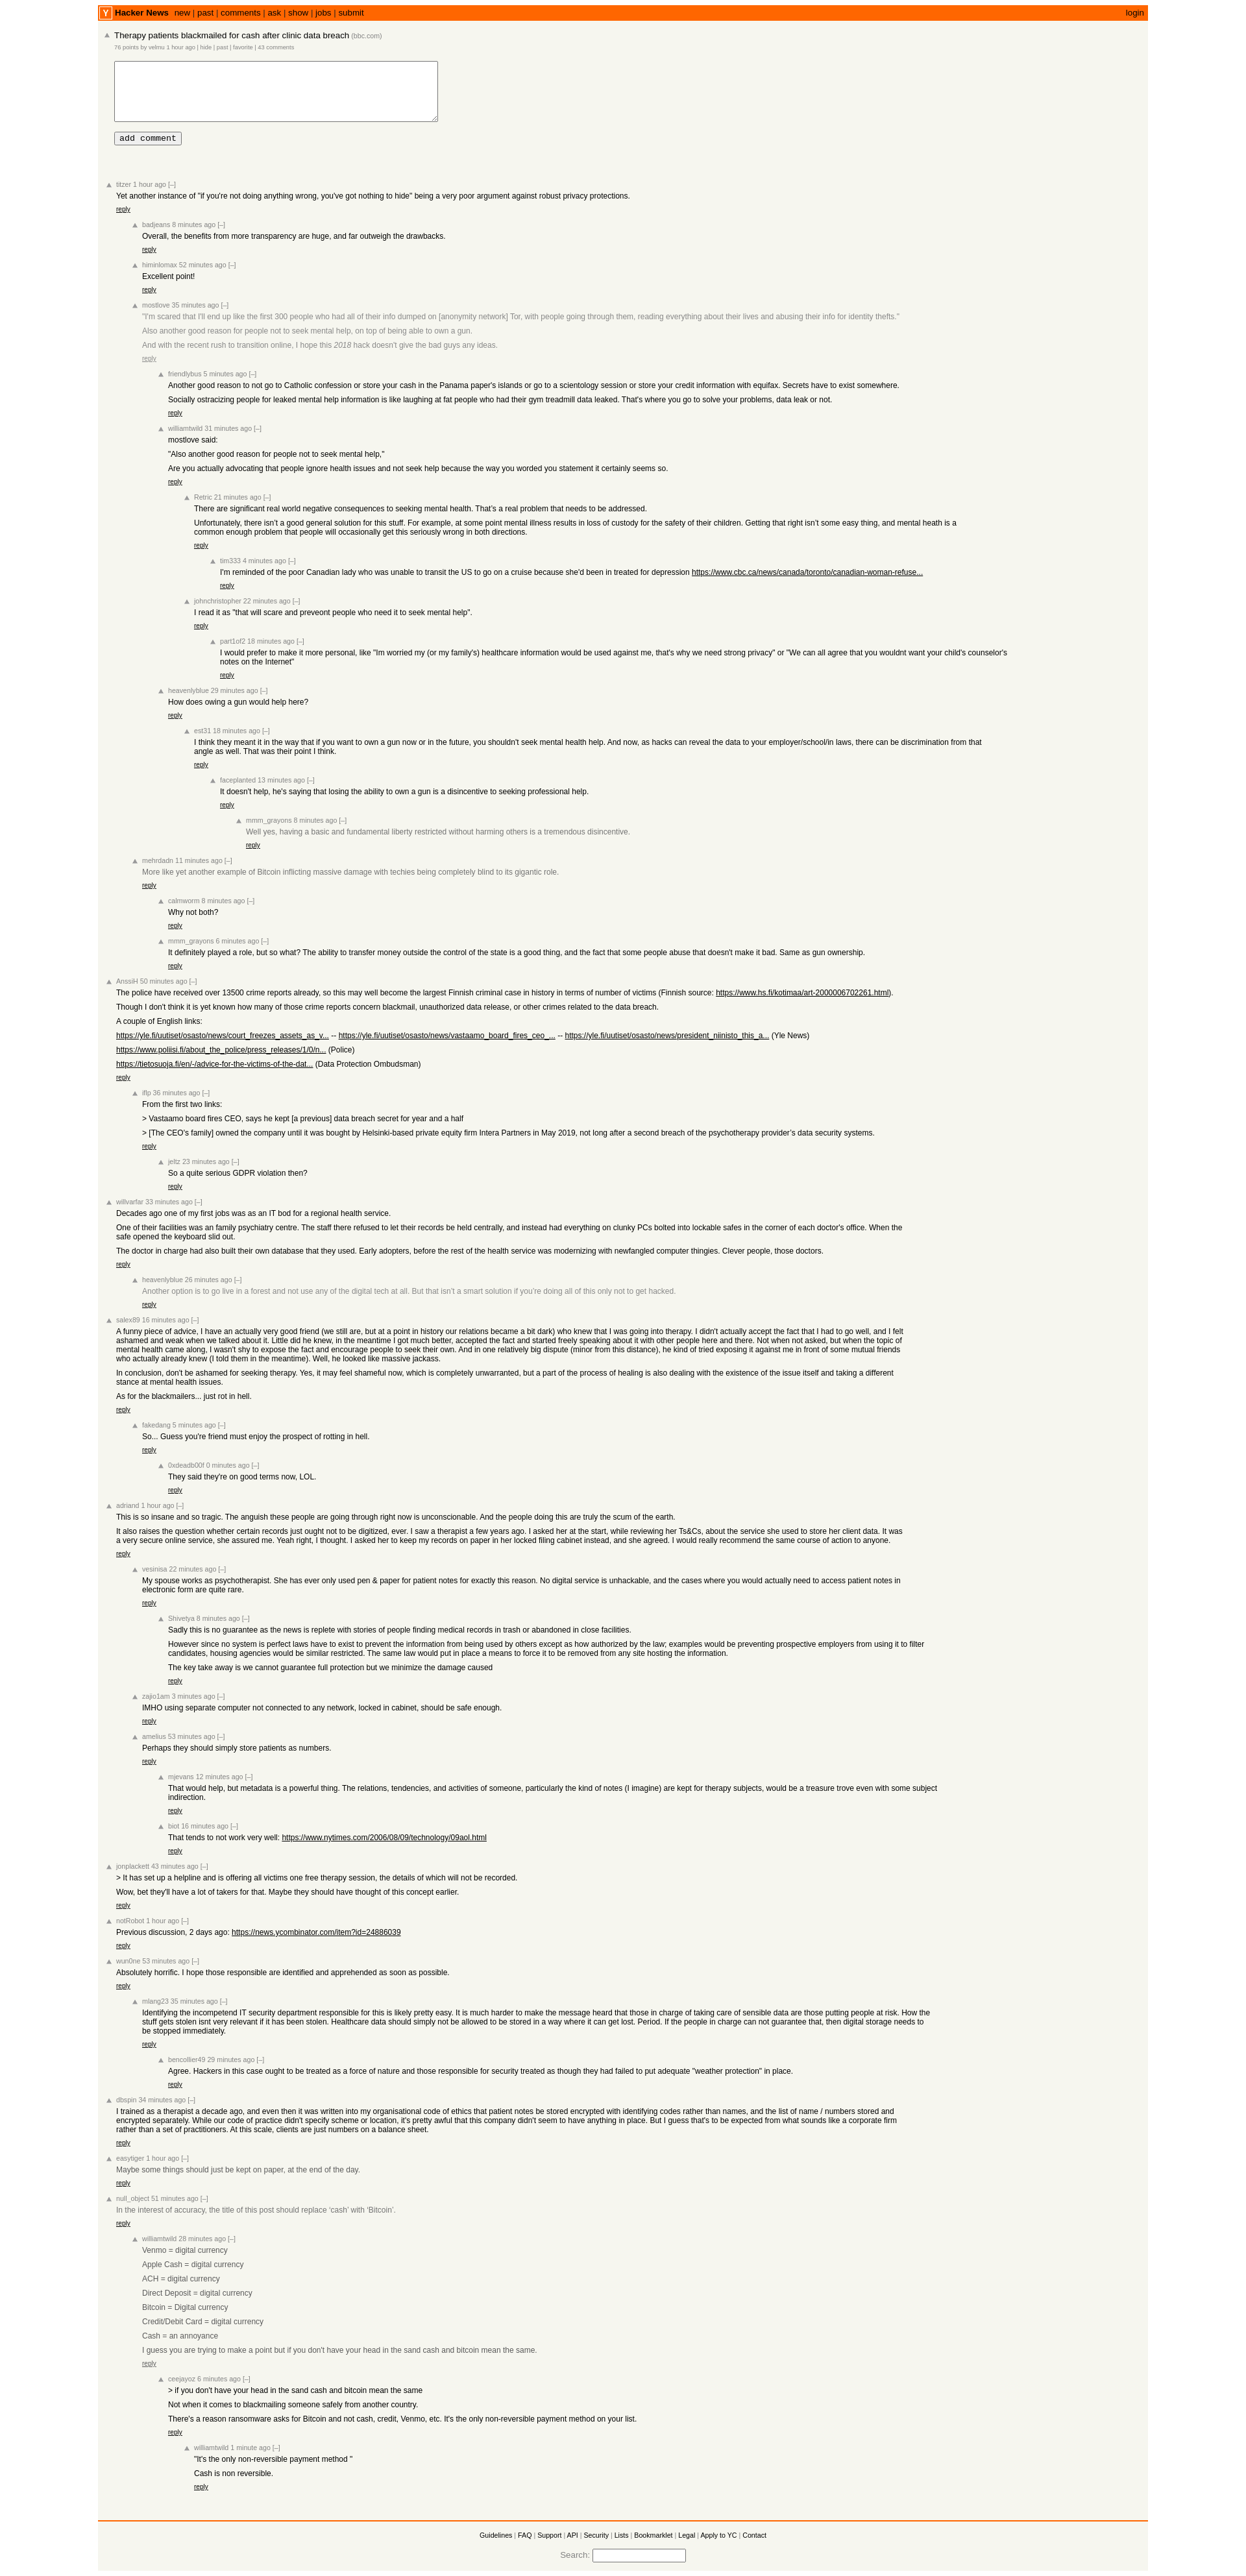 Y Hacker News new | past | comments | ask | show | jobs | submit login
Therapy patients blackmailed for cash after clinic data breach (bbc.com)
76 points by velmu 1 hour ago | hide | past | favorite | 43 comments
add comment
titzer 1 hour ago [–]
Yet another instance of "if you're not doing anything wrong, you've got nothing to hide" being a very poor argument against robust privacy protections.
reply
badjeans 8 minutes ago [–]
Overall, the benefits from more transparency are huge, and far outweigh the drawbacks.
reply
himinlomax 52 minutes ago [–]
Excellent point!
reply
mostlove 35 minutes ago [–]
"I'm scared that I'll end up like the first 300 people who had all of their info dumped on [anonymity network] Tor, with people going through them, reading everything about their lives and abusing their info for identity thefts."
Also another good reason for people not to seek mental help, on top of being able to own a gun.
And with the recent rush to transition online, I hope this 2018 hack doesn't give the bad guys any ideas.
reply
friendlybus 5 minutes ago [–]
Another good reason to not go to Catholic confession or store your cash in the Panama paper's islands or go to a scientology session or store your credit information with equifax. Secrets have to exist somewhere.
Socially ostracizing people for leaked mental help information is like laughing at fat people who had their gym treadmill data leaked. That's where you go to solve your problems, data leak or not.
reply
williamtwild 31 minutes ago [–]
mostlove said:
"Also another good reason for people not to seek mental help,"
Are you actually advocating that people ignore health issues and not seek help because the way you worded you statement it certainly seems so.
reply
Retric 21 minutes ago [–]
There are significant real world negative consequences to seeking mental health. That's a real problem that needs to be addressed.
Unfortunately, there isn't a good general solution for this stuff. For example, at some point mental illness results in loss of custody for the safety of their children. Getting that right isn't some easy thing, and mental heath is a
common enough problem that people will occasionally get this seriously wrong in both directions.
reply
tim333 4 minutes ago [–]
I'm reminded of the poor Canadian lady who was unable to transit the US to go on a cruise because she'd been in treated for depression https://www.cbc.ca/news/canada/toronto/canadian-woman-refuse...
reply
johnchristopher 22 minutes ago [–]
I read it as "that will scare and preveont people who need it to seek mental help".
reply
part1of2 18 minutes ago [–]
I would prefer to make it more personal, like "Im worried my (or my family's) healthcare information would be used against me, that's why we need strong privacy" or "We can all agree that you wouldnt want your child's counselor's
notes on the Internet"
reply
heavenlyblue 29 minutes ago [–]
How does owing a gun would help here?
reply
est31 18 minutes ago [–]
I think they meant it in the way that if you want to own a gun now or in the future, you shouldn't seek mental health help. And now, as hacks can reveal the data to your employer/school/in laws, there can be discrimination from that
angle as well. That was their point I think.
reply
faceplanted 13 minutes ago [–]
It doesn't help, he's saying that losing the ability to own a gun is a disincentive to seeking professional help.
reply
mmm_grayons 8 minutes ago [–]
Well yes, having a basic and fundamental liberty restricted without harming others is a tremendous disincentive.
reply
mehrdadn 11 minutes ago [–]
More like yet another example of Bitcoin inflicting massive damage with techies being completely blind to its gigantic role.
reply
calmworm 8 minutes ago [–]
Why not both?
reply
mmm_grayons 6 minutes ago [–]
It definitely played a role, but so what? The ability to transfer money outside the control of the state is a good thing, and the fact that some people abuse that doesn't make it bad. Same as gun ownership.
reply
AnssiH 50 minutes ago [–]
The police have received over 13500 crime reports already, so this may well become the largest Finnish criminal case in history in terms of number of victims (Finnish source: https://www.hs.fi/kotimaa/art-2000006702261.html).
Though I don't think it is yet known how many of those crime reports concern blackmail, unauthorized data release, or other crimes related to the data breach.
A couple of English links:
https://yle.fi/uutiset/osasto/news/court_freezes_assets_as_v... -- https://yle.fi/uutiset/osasto/news/vastaamo_board_fires_ceo_... -- https://yle.fi/uutiset/osasto/news/president_niinisto_this_a... (Yle News)
https://www.poliisi.fi/about_the_police/press_releases/1/0/n... (Police)
https://tietosuoja.fi/en/-/advice-for-the-victims-of-the-dat... (Data Protection Ombudsman)
reply
iflp 36 minutes ago [–]
From the first two links:
> Vastaamo board fires CEO, says he kept [a previous] data breach secret for year and a half
> [The CEO's family] owned the company until it was bought by Helsinki-based private equity firm Intera Partners in May 2019, not long after a second breach of the psychotherapy provider's data security systems.
reply
jeltz 23 minutes ago [–]
So a quite serious GDPR violation then?
reply
willvarfar 33 minutes ago [–]
Decades ago one of my first jobs was as an IT bod for a regional health service.
One of their facilities was an family psychiatry centre. The staff there refused to let their records be held centrally, and instead had everything on clunky PCs bolted into lockable safes in the corner of each doctor's office. When the
safe opened the keyboard slid out.
The doctor in charge had also built their own database that they used. Early adopters, before the rest of the health service was modernizing with newfangled computer thingies. Clever people, those doctors.
reply
heavenlyblue 26 minutes ago [–]
Another option is to go live in a forest and not use any of the digital tech at all. But that isn't a smart solution if you're doing all of this only not to get hacked.
reply
salex89 16 minutes ago [–]
A funny piece of advice, I have an actually very good friend (we still are, but at a point in history our relations became a bit dark) who knew that I was going into therapy. I didn't actually accept the fact that I had to go well, and I felt
ashamed and weak when we talked about it. Little did he knew, in the meantime I got much better, accepted the fact and started freely speaking about it with other people here and there. Not when not asked, but when the topic of
mental health came along, I wasn't shy to expose the fact and encourage people to seek their own. And in one relatively big dispute (minor from this distance), he kind of tried exposing it against me in front of some mutual friends
who actually already knew (I told them in the meantime). Well, he looked like massive jackass.
In conclusion, don't be ashamed for seeking therapy. Yes, it may feel shameful now, which is completely unwarranted, but a part of the process of healing is also dealing with the existence of the issue itself and taking a different
stance at mental health issues.
As for the blackmailers... just rot in hell.
reply
fakedang 5 minutes ago [–]
So... Guess you're friend must enjoy the prospect of rotting in hell.
reply
0xdeadb00f 0 minutes ago [–]
They said they're on good terms now, LOL.
reply
adriand 1 hour ago [–]
This is so insane and so tragic. The anguish these people are going through right now is unconscionable. And the people doing this are truly the scum of the earth.
It also raises the question whether certain records just ought not to be digitized, ever. I saw a therapist a few years ago. I asked her at the start, while reviewing her Ts&Cs, about the service she used to store her client data. It was
a very secure online service, she assured me. Yeah right, I thought. I asked her to keep my records on paper in her locked filing cabinet instead, and she agreed. I would really recommend the same course of action to anyone.
reply
vesinisa 22 minutes ago [–]
My spouse works as psychotherapist. She has ever only used pen & paper for patient notes for exactly this reason. No digital service is unhackable, and the cases where you would actually need to access patient notes in
electronic form are quite rare.
reply
Shivetya 8 minutes ago [–]
Sadly this is no guarantee as the news is replete with stories of people finding medical records in trash or abandoned in close facilities.
However since no system is perfect laws have to exist to prevent the information from being used by others except as how authorized by the law; examples would be preventing prospective employers from using it to filter
candidates, housing agencies would be similar restricted. The same law would put in place a means to force it to be removed from any site hosting the information.
The key take away is we cannot guarantee full protection but we minimize the damage caused
reply
zajio1am 3 minutes ago [–]
IMHO using separate computer not connected to any network, locked in cabinet, should be safe enough.
reply
amelius 53 minutes ago [–]
Perhaps they should simply store patients as numbers.
reply
mjevans 12 minutes ago [–]
That would help, but metadata is a powerful thing. The relations, tendencies, and activities of someone, particularly the kind of notes (I imagine) are kept for therapy subjects, would be a treasure trove even with some subject
indirection.
reply
biot 16 minutes ago [–]
That tends to not work very well: https://www.nytimes.com/2006/08/09/technology/09aol.html
reply
jonplackett 43 minutes ago [–]
> It has set up a helpline and is offering all victims one free therapy session, the details of which will not be recorded.
Wow, bet they'll have a lot of takers for that. Maybe they should have thought of this concept earlier.
reply
notRobot 1 hour ago [–]
Previous discussion, 2 days ago: https://news.ycombinator.com/item?id=24886039
reply
wun0ne 53 minutes ago [–]
Absolutely horrific. I hope those responsible are identified and apprehended as soon as possible.
reply
mlang23 35 minutes ago [–]
Identifying the incompetend IT security department responsible for this is likely pretty easy. It is much harder to make the message heard that those in charge of taking care of sensible data are those putting people at risk. How the
stuff gets stolen isnt very relevant if it has been stolen. Healthcare data should simply not be allowed to be stored in a way where it can get lost. Period. If the people in charge can not guarantee that, then digital storage needs to
be stopped immediately.
reply
bencollier49 29 minutes ago [–]
Agree. Hackers in this case ought to be treated as a force of nature and those responsible for security treated as though they had failed to put adequate "weather protection" in place.
reply
dbspin 34 minutes ago [–]
I trained as a therapist a decade ago, and even then it was written into my organisational code of ethics that patient notes be stored encrypted with identifying codes rather than names, and the list of name / numbers stored and
encrypted separately. While our code of practice didn't specify scheme or location, it's pretty awful that this company didn't seem to have anything in place. But I guess that's to be expected from what sounds like a corporate firm
rather than a set of practitioners. At this scale, clients are just numbers on a balance sheet.
reply
easytiger 1 hour ago [–]
Maybe some things should just be kept on paper, at the end of the day.
reply
null_object 51 minutes ago [–]
In the interest of accuracy, the title of this post should replace ‘cash’ with ‘Bitcoin’.
reply
williamtwild 28 minutes ago [–]
Venmo = digital currency
Apple Cash = digital currency
ACH = digital currency
Direct Deposit = digital currency
Bitcoin = Digital currency
Credit/Debit Card = digital currency
Cash = an annoyance
I guess you are trying to make a point but if you don't have your head in the sand cash and bitcoin mean the same.
reply
ceejayoz 6 minutes ago [–]
> if you don't have your head in the sand cash and bitcoin mean the same
Not when it comes to blackmailing someone safely from another country.
There's a reason ransomware asks for Bitcoin and not cash, credit, Venmo, etc. It's the only non-reversible payment method on your list.
reply
williamtwild 1 minute ago [–]
"It's the only non-reversible payment method "
Cash is non reversible.
reply
Guidelines | FAQ | Support | API | Security | Lists | Bookmarklet | Legal | Apply to YC | Contact
Search: